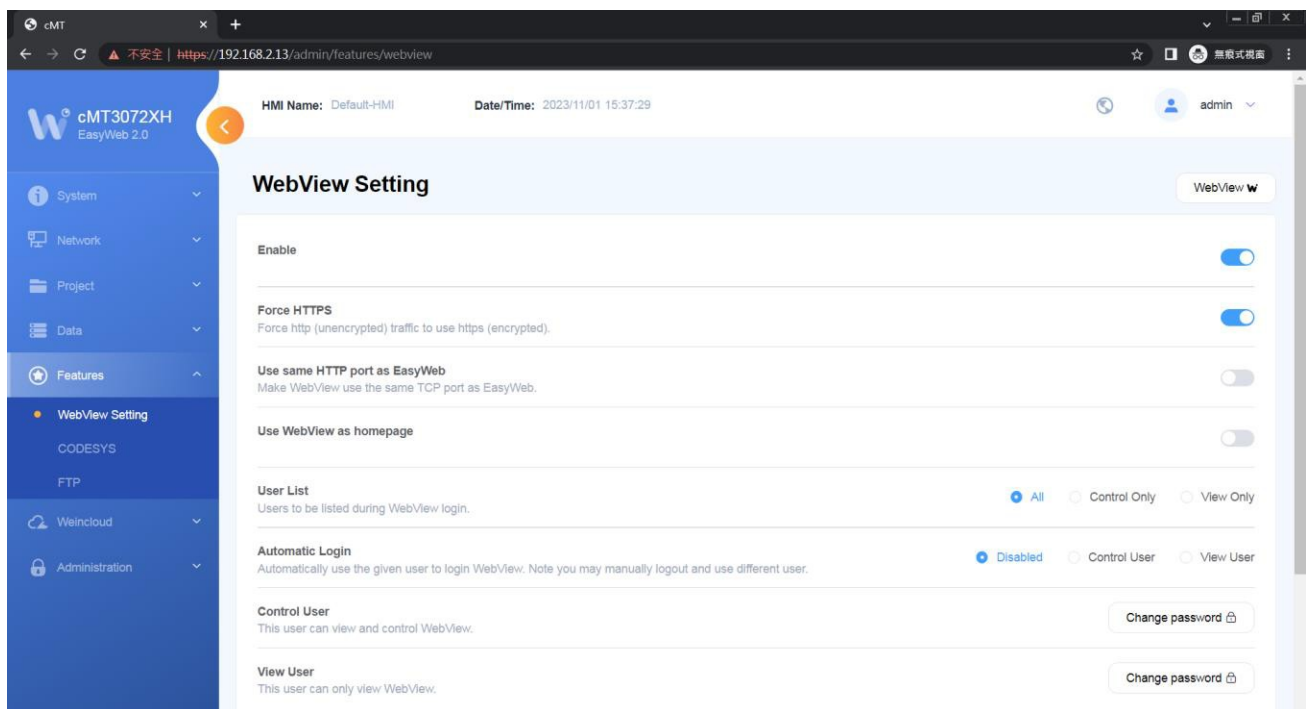 cMT
不安全 | https://192.168.2.13/admin/features/webview
無痕式視窗
cMT3072XH
EasyWeb 2.0
HMI Name: Default-HMI Date/Time: 2023/11/01 15:37:29
admin
System
Network
Project
Data
Features
WebView Setting
CODESYS
FTP
Weincloud
Administration
WebView Setting
WebView
Enable
Force HTTPS
Force http (unencrypted) traffic to use https (encrypted).
Use same HTTP port as EasyWeb
Make WebView use the same TCP port as EasyWeb.
Use WebView as homepage
User List
Users to be listed during WebView login.
All Control Only View Only
Automatic Login
Automatically use the given user to login WebView. Note you may manually logout and use different user.
Disabled Control User View User
Control User
This user can view and control WebView.
Change password
View User
This user can only view WebView.
Change password